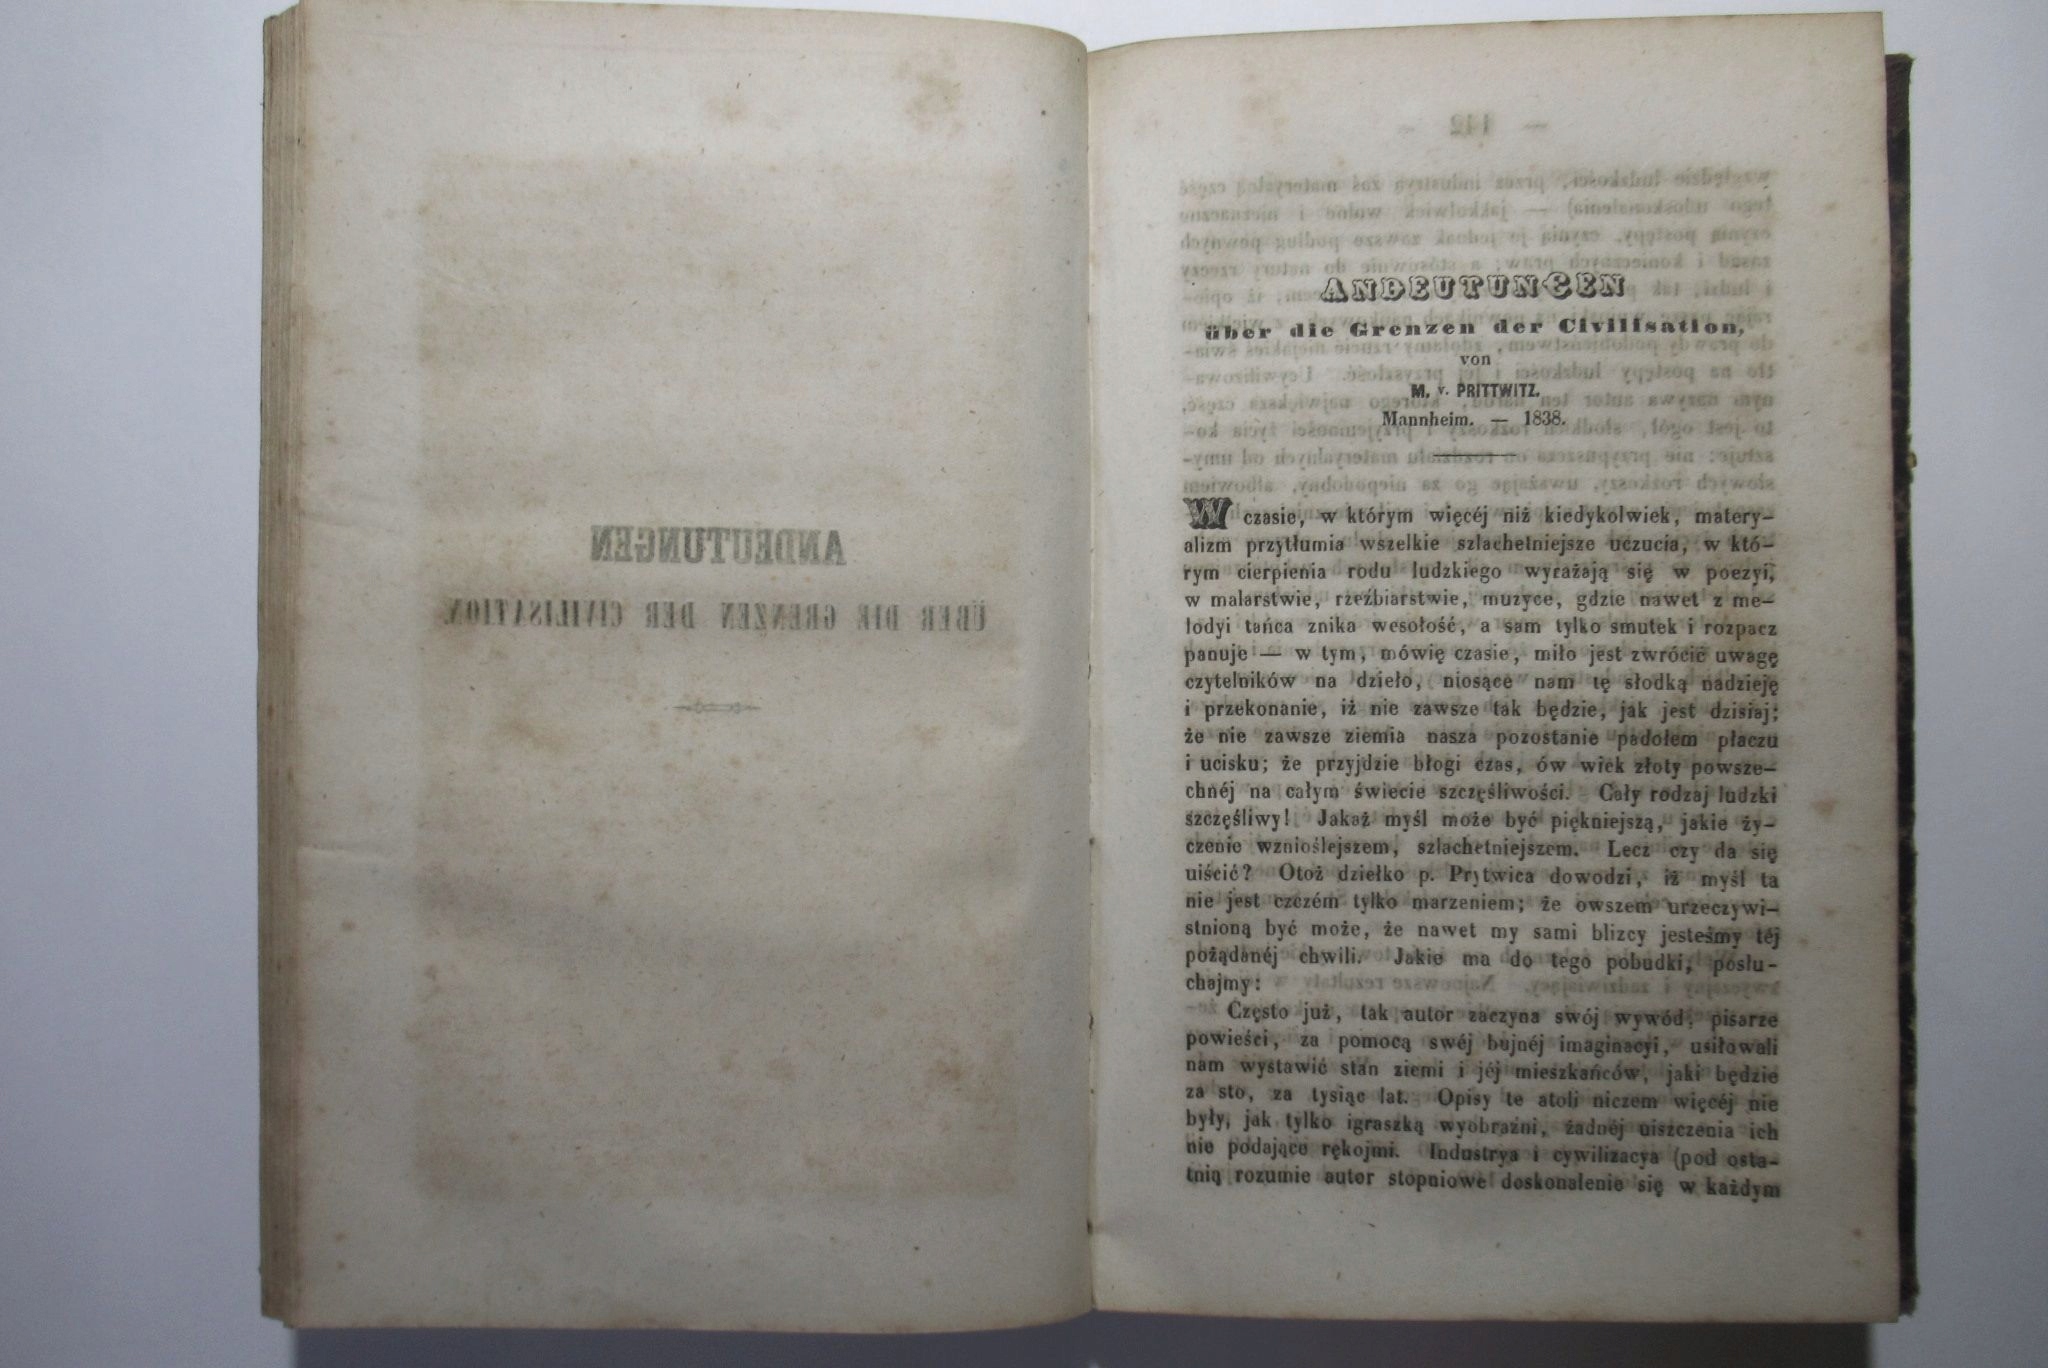 ANDEUTUNGEN
über die Grenzen der Civilisation,
von
M. v. PRITTWITZ.
Mannheim. — 1838.
W czasie, w którym więcéj niż kiedykolwiek, matery-
alizm przytłumia wszelkie szlachetniejsze uczucia, w któ-
rym cierpienia rodu ludzkiego wyrażają się w poezyi,
w malarstwie, rzeźbiarstwie, muzyce, gdzie nawet z me-
lodyi tańca znika wesołość, a sam tylko smutek i rozpacz
panuje — w tym, mówię czasie, miło jest zwrócić uwagę
czytelników na dzieło, niosące nam tę słodką nadzieję
i przekonanie, iż nie zawsze tak będzie, jak jest dzisiaj;
że nie zawsze ziemia nasza pozostanie padołem płaczu
i ucisku; że przyjdzie błogi czas, ów wiek złoty powsze-
chnéj na całym świecie szczęśliwości. Cały rodzaj ludzki
szczęśliwy! Jakaż myśl może być piękniejszą, jakie ży-
czenie wznioślejszem, szlachetniejszem. Lecz czy da się
uiścić? Otoż dziełko p. Prytwica dowodzi, iż myśl ta
nie jest czczém tylko marzeniem; że owszem urzeczywi-
stnioną być może, że nawet my sami blizcy jesteśmy téj
pożądanéj chwili. Jakie ma do tego pobudki, posłu-
chajmy:
Często już, tak autor zaczyna swój wywód, pisarze
powieści, za pomocą swéj bujnéj imaginacyi, usiłowali
nam wystawić stan ziemi i jéj mieszkańców, jaki będzie
za sto, za tysiąc lat. Opisy te atoli niczem więcéj nie
były, jak tylko igraszką wyobraźni, żadnéj uiszczenia ich
nie podające rękojmi. Industrya i cywilizacya (pod osta-
tnią rozumie autor stopniowe doskonalenie się w każdym